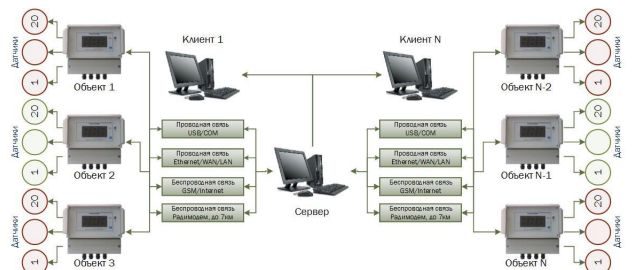 Клиент 1
Клиент N
20
Датчики
1
Объект 1
20
Датчики
1
Объект 2
20
Датчики
1
Объект 3
Проводная связь
USB/COM
Проводная связь
Ethernet/WAN/LAN
Беспроводная связь
GSM/Internet
Беспроводная связь
Радимодем, до 7км
Сервер
Проводная связь
USB/COM
Проводная связь
Ethernet/WAN/LAN
Беспроводная связь
GSM/Internet
Беспроводная связь
Радимодем, до 7км
20
Датчики
1
Объект N-2
20
Датчики
1
Объект N-1
20
Датчики
1
Объект N